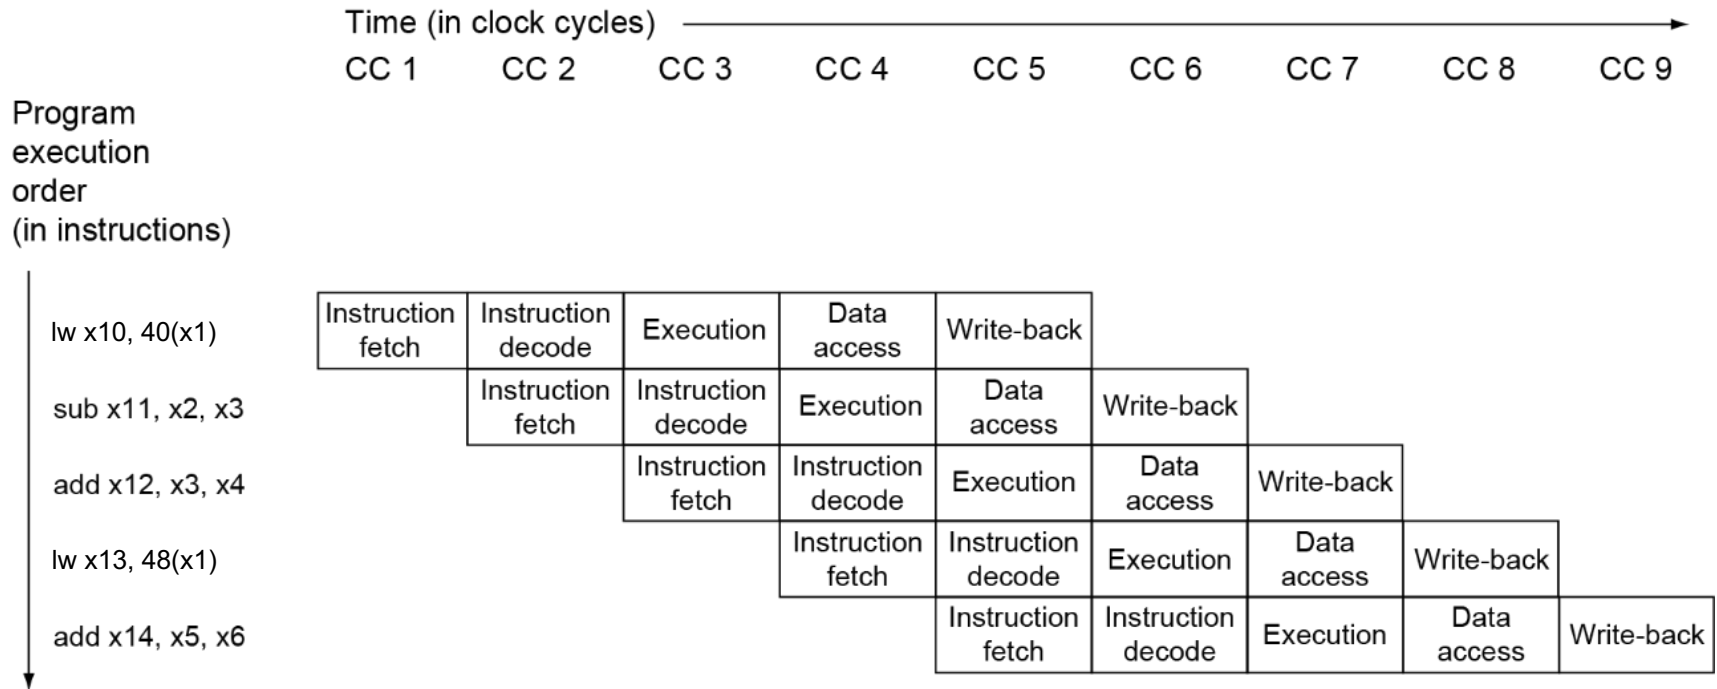 Time (in clock cycles)
CC 1 CC 2 CC 3 CC 4 CC 5 CC 6 CC 7 CC 8 CC 9
Program
execution
order
(in instructions)
lw x10, 40(x1)
Instruction
fetch
Instruction
decode
Execution
Data
access
Write-back
sub x11, x2, x3
Instruction
fetch
Instruction
decode
Execution
Data
access
Write-back
add x12, x3, x4
Instruction
fetch
Instruction
decode
Execution
Data
access
Write-back
lw x13, 48(x1)
Instruction
fetch
Instruction
decode
Execution
Data
access
Write-back
add x14, x5, x6
Instruction
fetch
Instruction
decode
Execution
Data
access
Write-back